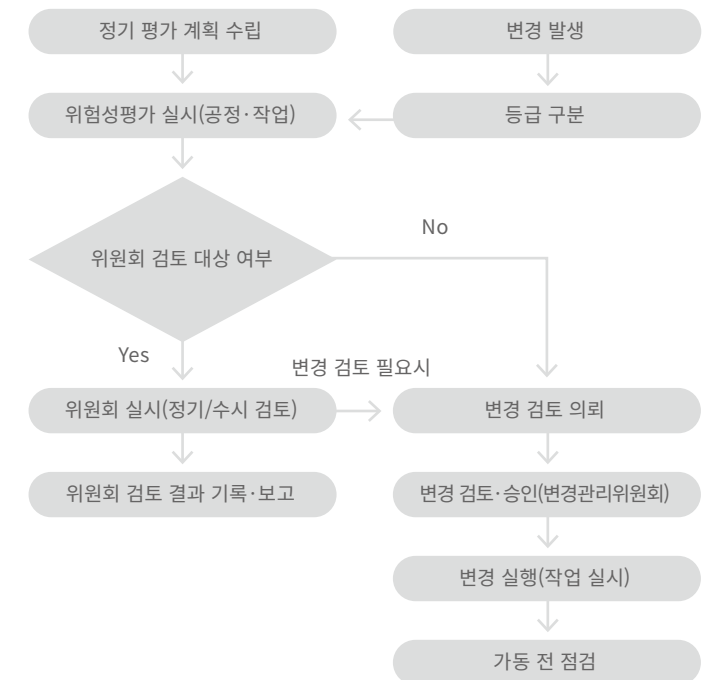 정기 평가 계획 수립
변경 발생
위험성평가 실시(공정·작업)
등급 구분
No
위원회 검토 대상 여부
Yes
변경 검토 필요시
위원회 실시(정기/수시 검토)
변경 검토 의뢰
위원회 검토 결과 기록·보고
변경 검토·승인(변경관리위원회)
변경 실행(작업 실시)
가동 전 점검